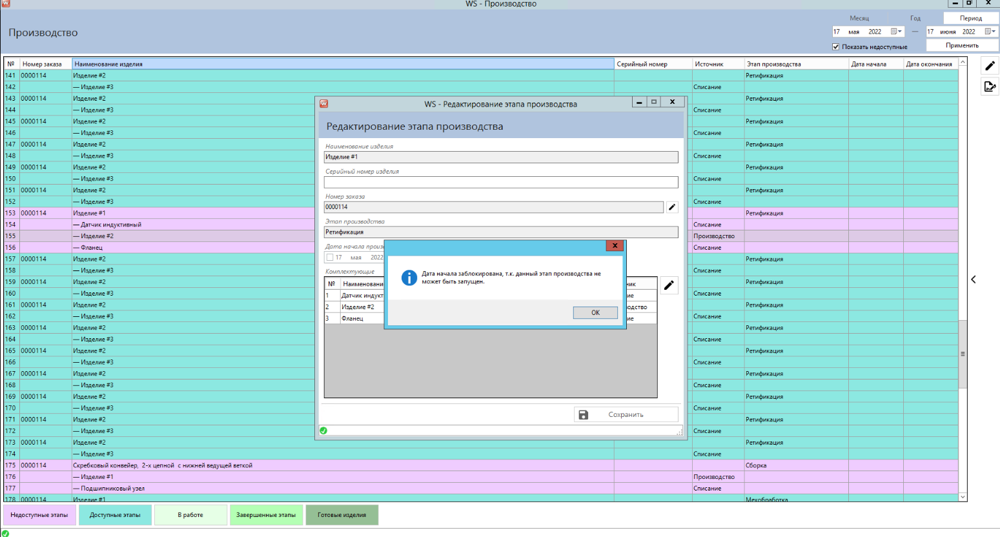 WS - Производство
Производство
Месяц Год Период
17 мая 2022 — 17 июня 2022
Показать недоступные Применить
№ Номер заказа Наименование изделия Серийный номер Источник Этап производства Дата начала Дата окончания
141 0000114 Изделие #2 Ретификация
142 — Изделие #3 Списание
143 0000114 Изделие #2 Ретификация
144 — Изделие #3 Списание
145 0000114 Изделие #2 Ретификация
146 — Изделие #3 Списание
147 0000114 Изделие #2 Ретификация
148 — Изделие #3 Списание
149 0000114 Изделие #2 Ретификация
150 — Изделие #3 Списание
151 0000114 Изделие #2 Ретификация
152 — Изделие #3 Списание
153 0000114 Изделие #1 Ретификация
154 — Датчик индуктивный Списание
155 — Изделие #2 Производство
156 — Фланец Списание
157 0000114 Изделие #2 Ретификация
158 — Изделие #3 Списание
159 0000114 Изделие #2 Ретификация
160 — Изделие #3 Списание
161 0000114 Изделие #2 Ретификация
162 — Изделие #3 Списание
163 0000114 Изделие #2 Ретификация
164 — Изделие #3 Списание
165 0000114 Изделие #2 Ретификация
166 — Изделие #3 Списание
167 0000114 Изделие #2 Ретификация
168 — Изделие #3 Списание
169 0000114 Изделие #2 Ретификация
170 — Изделие #3 Списание
171 0000114 Изделие #2 Ретификация
172 — Изделие #3 Списание
173 0000114 Изделие #2 Ретификация
174 — Изделие #3 Списание
175 0000114 Скребковый конвейер, 2-х цепной с нижней ведущей веткой Сборка
176 — Изделие #1 Производство
177 — Подшипниковый узел Списание
178 0000114 Изделие #1 Мехобработка
WS - Редактирование этапа производства
Редактирование этапа производства
Наименование изделия
Изделие #1
Серийный номер изделия
Номер заказа
0000114
Этап производства
Ретификация
Дата начала произ
17 мая 2022
Комплектующие
№ Наименовани ник
1 Датчик индукт ие
2 Изделие #2 водство
3 Фланец ие
Дата начала заблокирована, т.к. данный этап производства не
может быть запущен.
OK
Сохранить
Недоступные этапы Доступные этапы В работе Завершенные этапы Готовые изделия